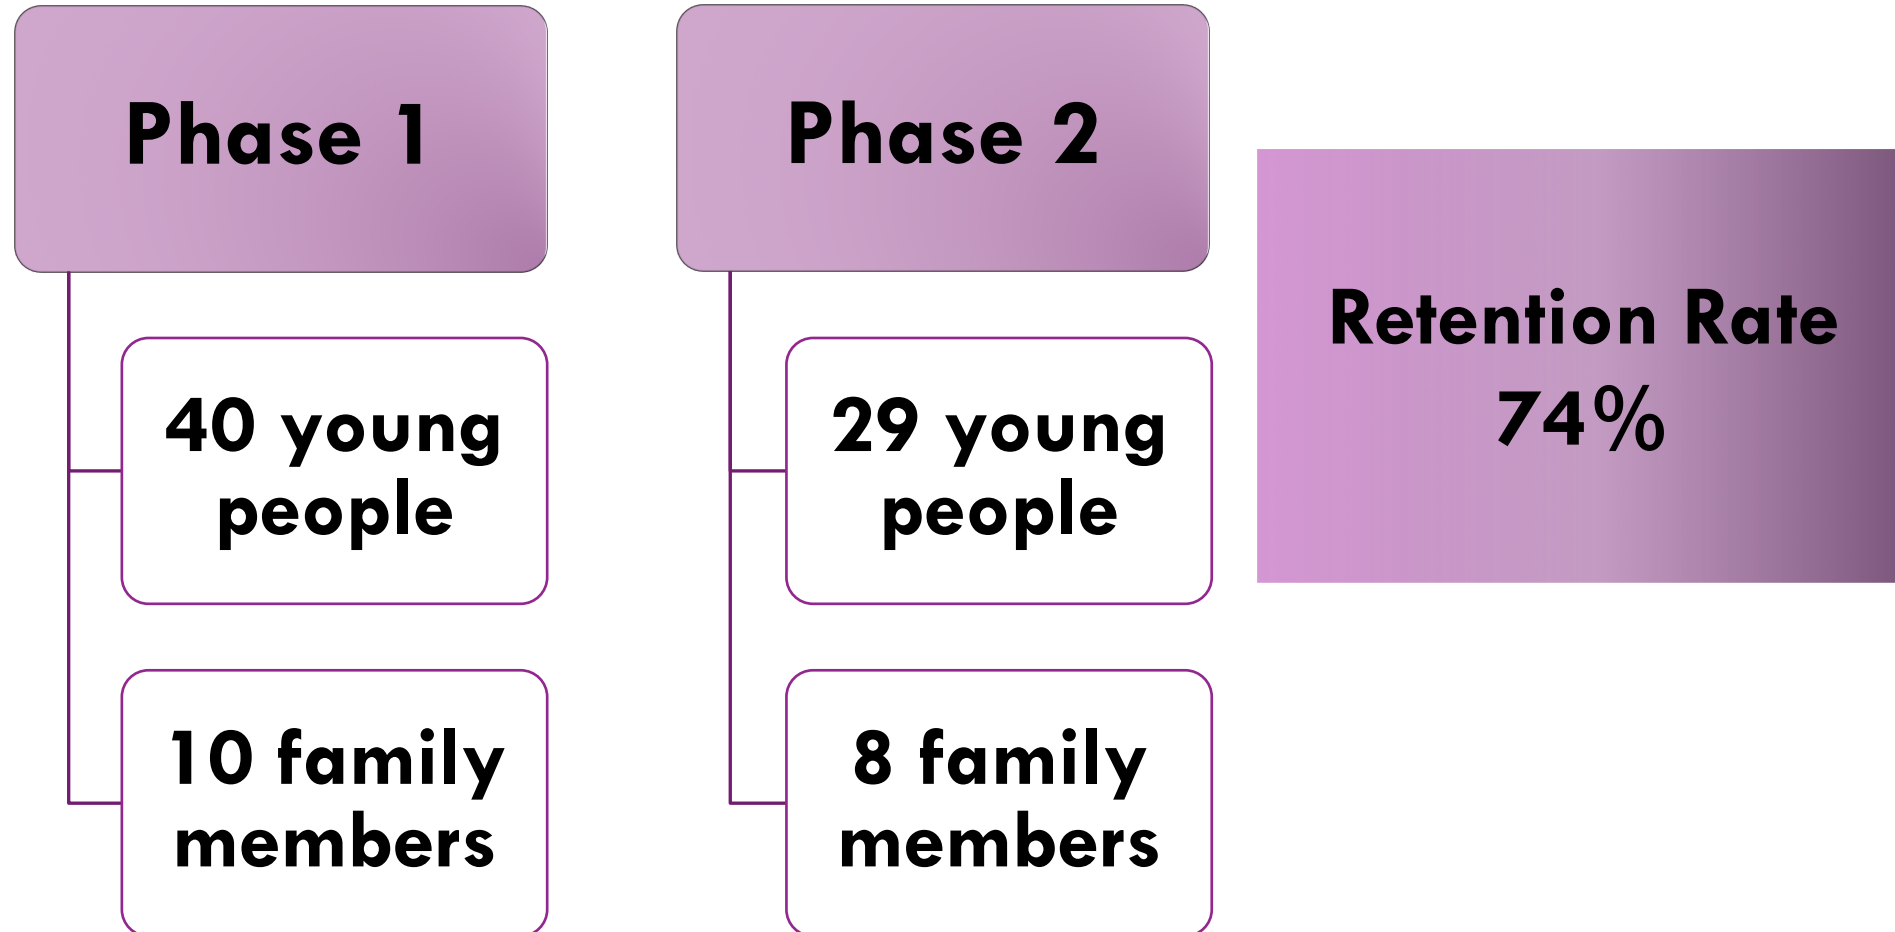 Phase 1
40 young
people
10 family
members
Phase 2
29 young
people
8 family
members
Retention Rate
74%